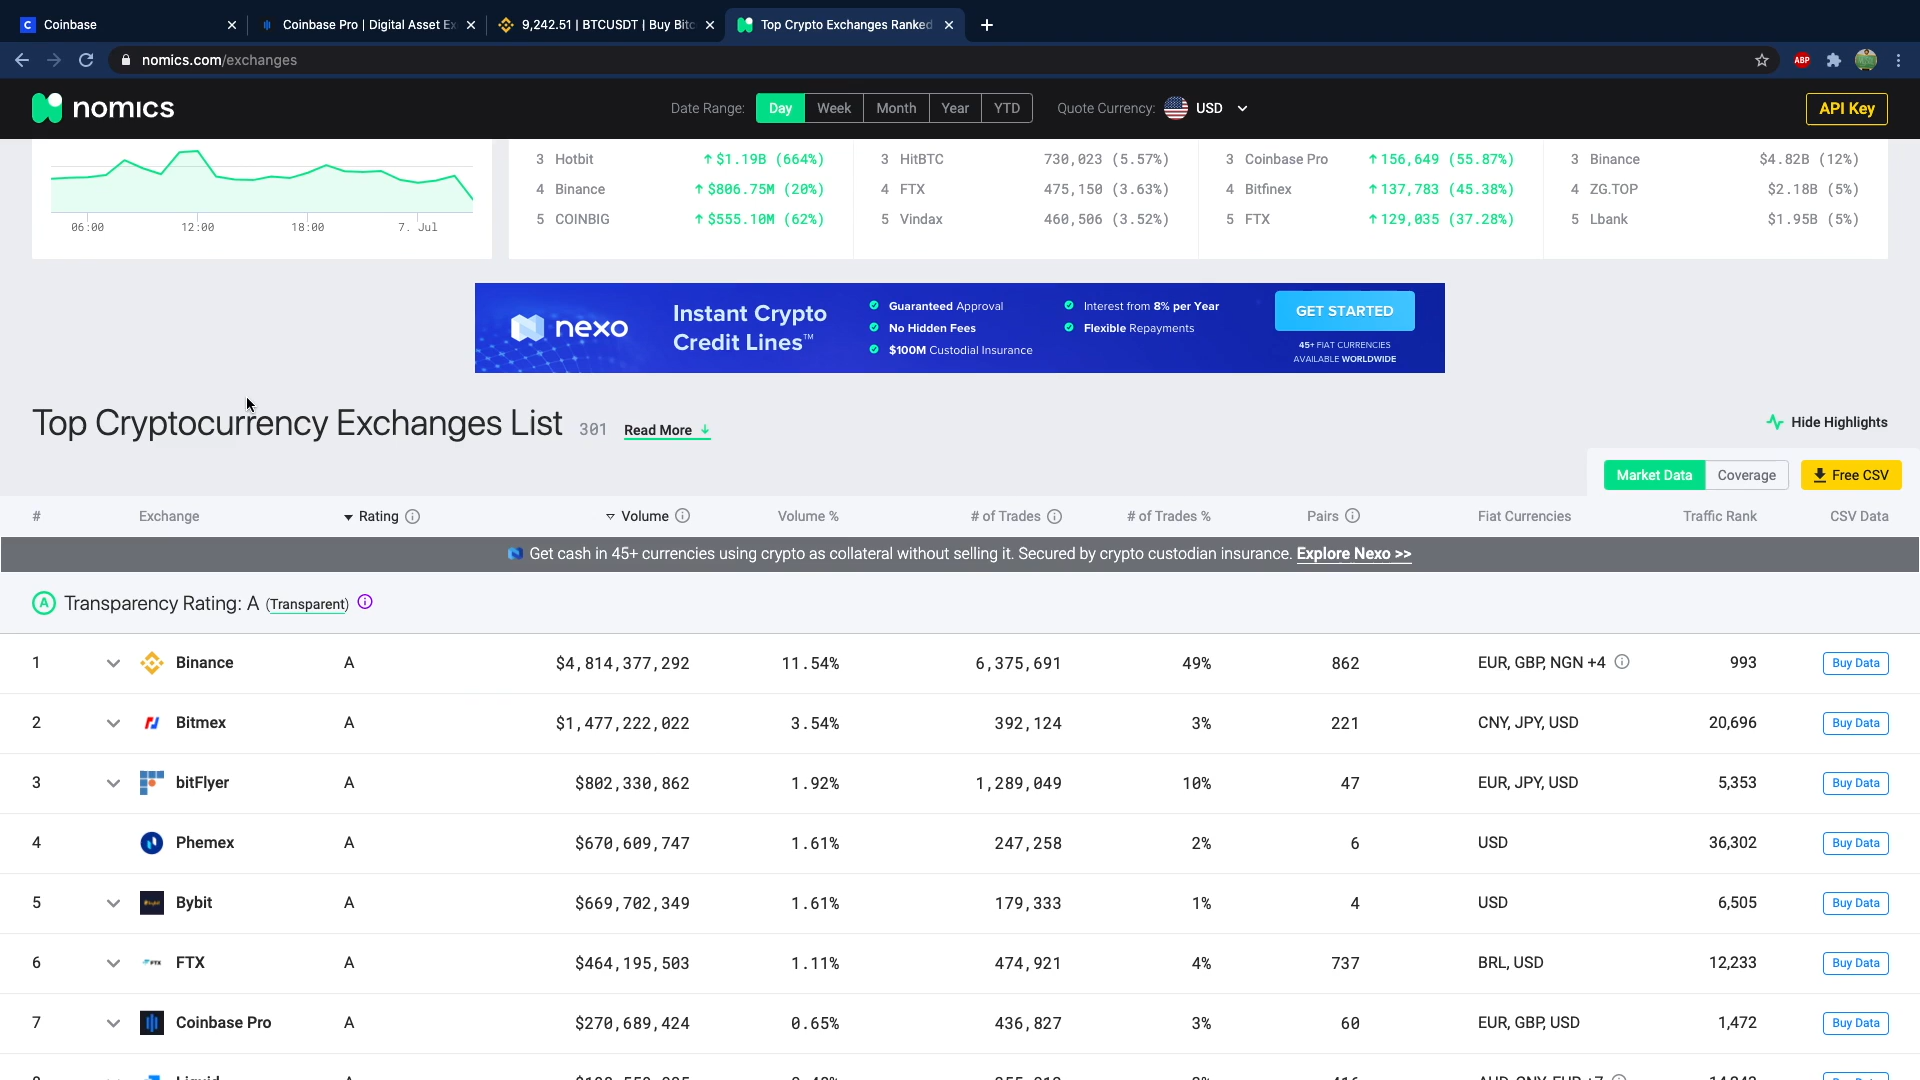 Coinbase
Coinbase Pro | Digital Asset Ex
9,242.51 | BTCUSDT | Buy Bitc
Top Crypto Exchanges Ranked
nomics.com/exchanges
ABP
nomics
Date Range: Day Week Month Year YTD
Quote Currency: USD
API Key
06:00 12:00 18:00 7. Jul
3 Hotbit ↑ $1.19B (664%)
4 Binance ↑ $806.75M (20%)
5 COINBIG ↑ $555.10M (62%)
3 HitBTC 730,023 (5.57%)
4 FTX 475,150 (3.63%)
5 Vindax 460,506 (3.52%)
3 Coinbase Pro ↑ 156,649 (55.87%)
4 Bitfinex ↑ 137,783 (45.38%)
5 FTX ↑ 129,035 (37.28%)
3 Binance $4.82B (12%)
4 ZG.TOP $2.18B (5%)
5 Lbank $1.95B (5%)
nexo
Instant Crypto
Credit Lines™
Guaranteed Approval
No Hidden Fees
$100M Custodial Insurance
Interest from 8% per Year
Flexible Repayments
GET STARTED
45+ FIAT CURRENCIES
AVAILABLE WORLDWIDE
Top Cryptocurrency Exchanges List 301 Read More ↓
Hide Highlights
Market Data Coverage Free CSV
# Exchange Rating Volume Volume % # of Trades # of Trades % Pairs Fiat Currencies Traffic Rank CSV Data
Get cash in 45+ currencies using crypto as collateral without selling it. Secured by crypto custodian insurance. Explore Nexo >>
A Transparency Rating: A (Transparent)
1 Binance A $4,814,377,292 11.54% 6,375,691 49% 862 EUR, GBP, NGN +4 993 Buy Data
2 Bitmex A $1,477,222,022 3.54% 392,124 3% 221 CNY, JPY, USD 20,696 Buy Data
3 bitFlyer A $802,330,862 1.92% 1,289,049 10% 47 EUR, JPY, USD 5,353 Buy Data
4 Phemex A $670,609,747 1.61% 247,258 2% 6 USD 36,302 Buy Data
5 Bybit A $669,702,349 1.61% 179,333 1% 4 USD 6,505 Buy Data
6 FTX A $464,195,503 1.11% 474,921 4% 737 BRL, USD 12,233 Buy Data
7 Coinbase Pro A $270,689,424 0.65% 436,827 3% 60 EUR, GBP, USD 1,472 Buy Data